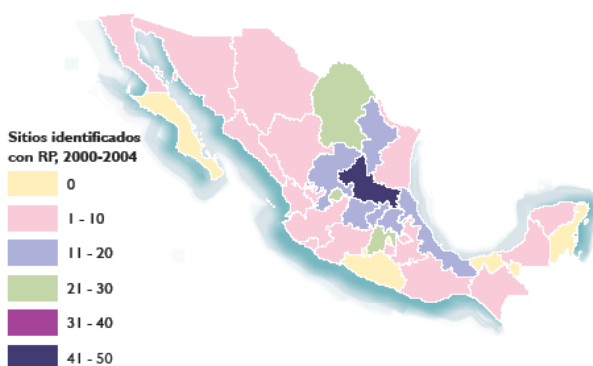 Sitios identificados
con RP, 2000-2004
0
1 - 10
11 - 20
21 - 30
31 - 40
41 - 50